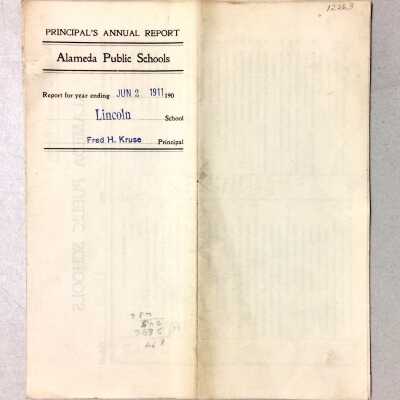 12263
PRINCIPAL'S ANNUAL REPORT
Alameda Public Schools
Report for year ending JUN 2 1911 190
Lincoln School
Fred H. Kruse Principal